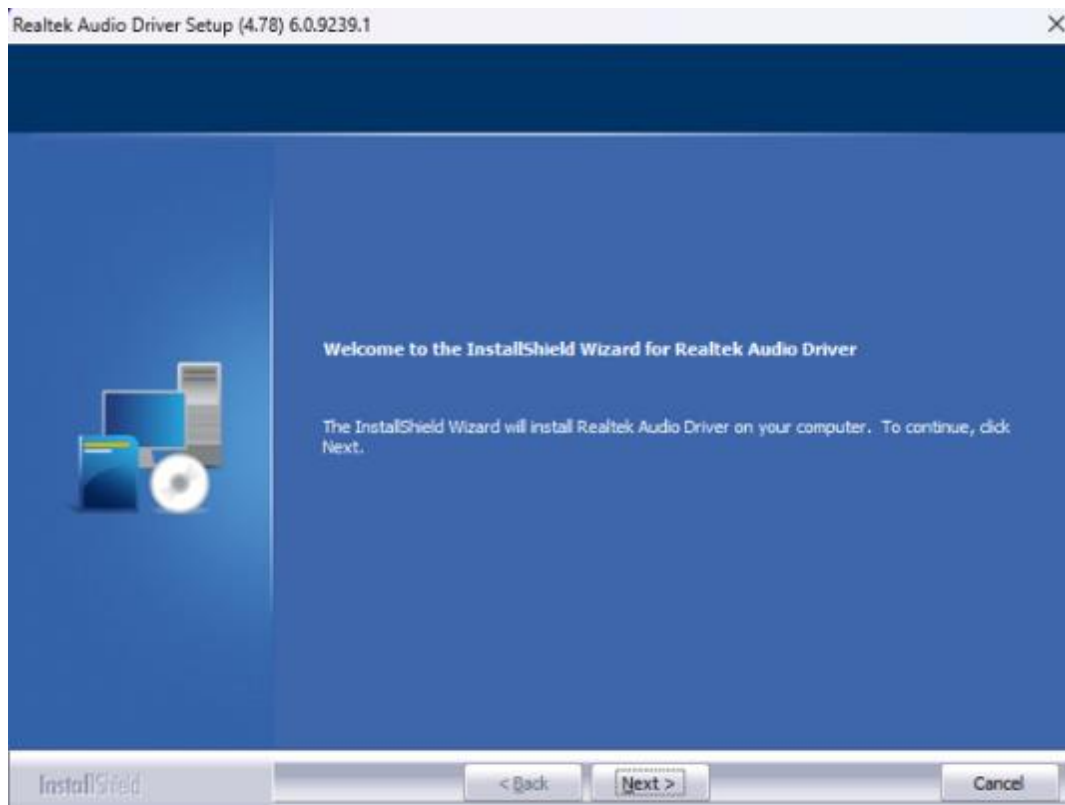 Realtek Audio Driver Setup (4.78) 6.0.9239.1
Welcome to the InstallShield Wizard for Realtek Audio Driver
The InstallShield Wizard will install Realtek Audio Driver on your computer. To continue, click
Next.
InstallShield
< Back
Next >
Cancel